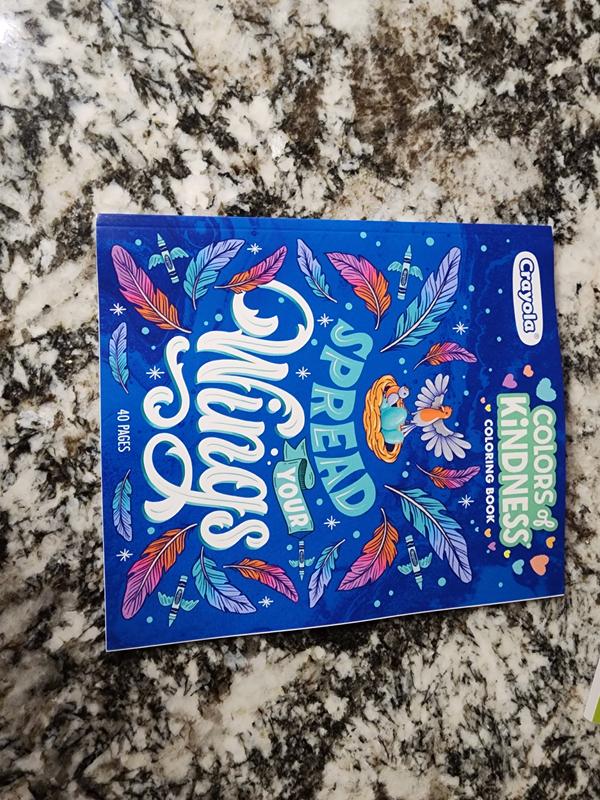 Crayola®
COLORS of
KiNDNESS
COLORING BOOK
SPREAD
YOUR
Wings
40 PAGES